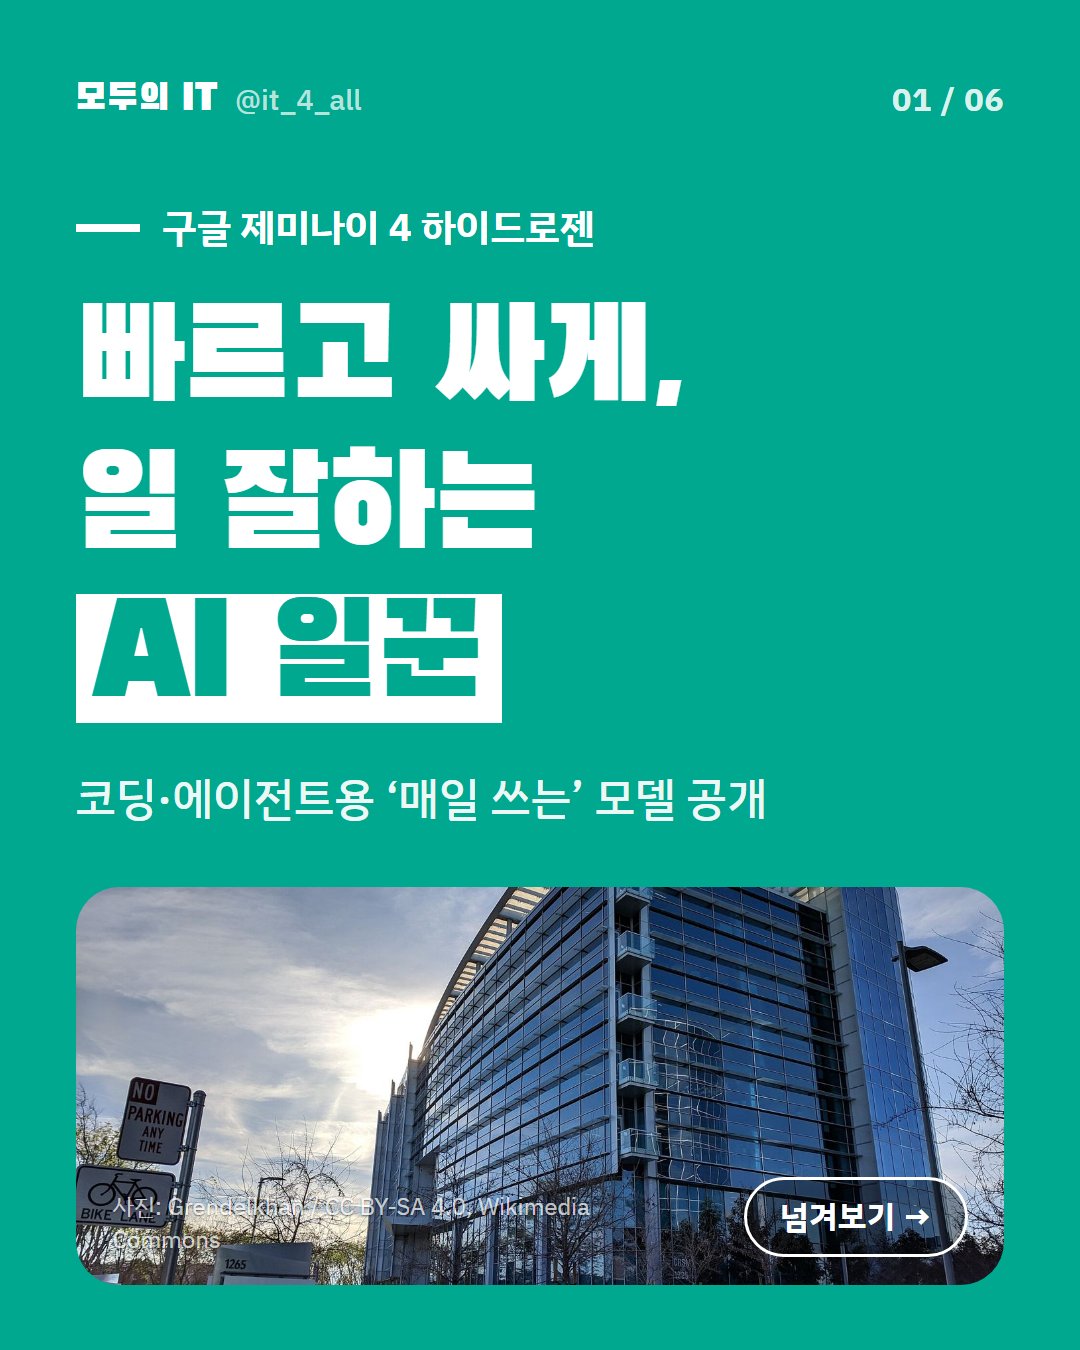 모두의 IT @it_4_all
01 / 06
구글 제미나이 4 하이드로젠
빠르고 싸게,
일 잘하는
AI 일꾼
코딩·에이전트용 ‘매일 쓰는’ 모델 공개
NO
PARKING
ANY
TIME
BIKE LANE
사진: Grendelkhan / CC BY-SA 4.0, Wikimedia
Commons
1265
넘겨보기 →